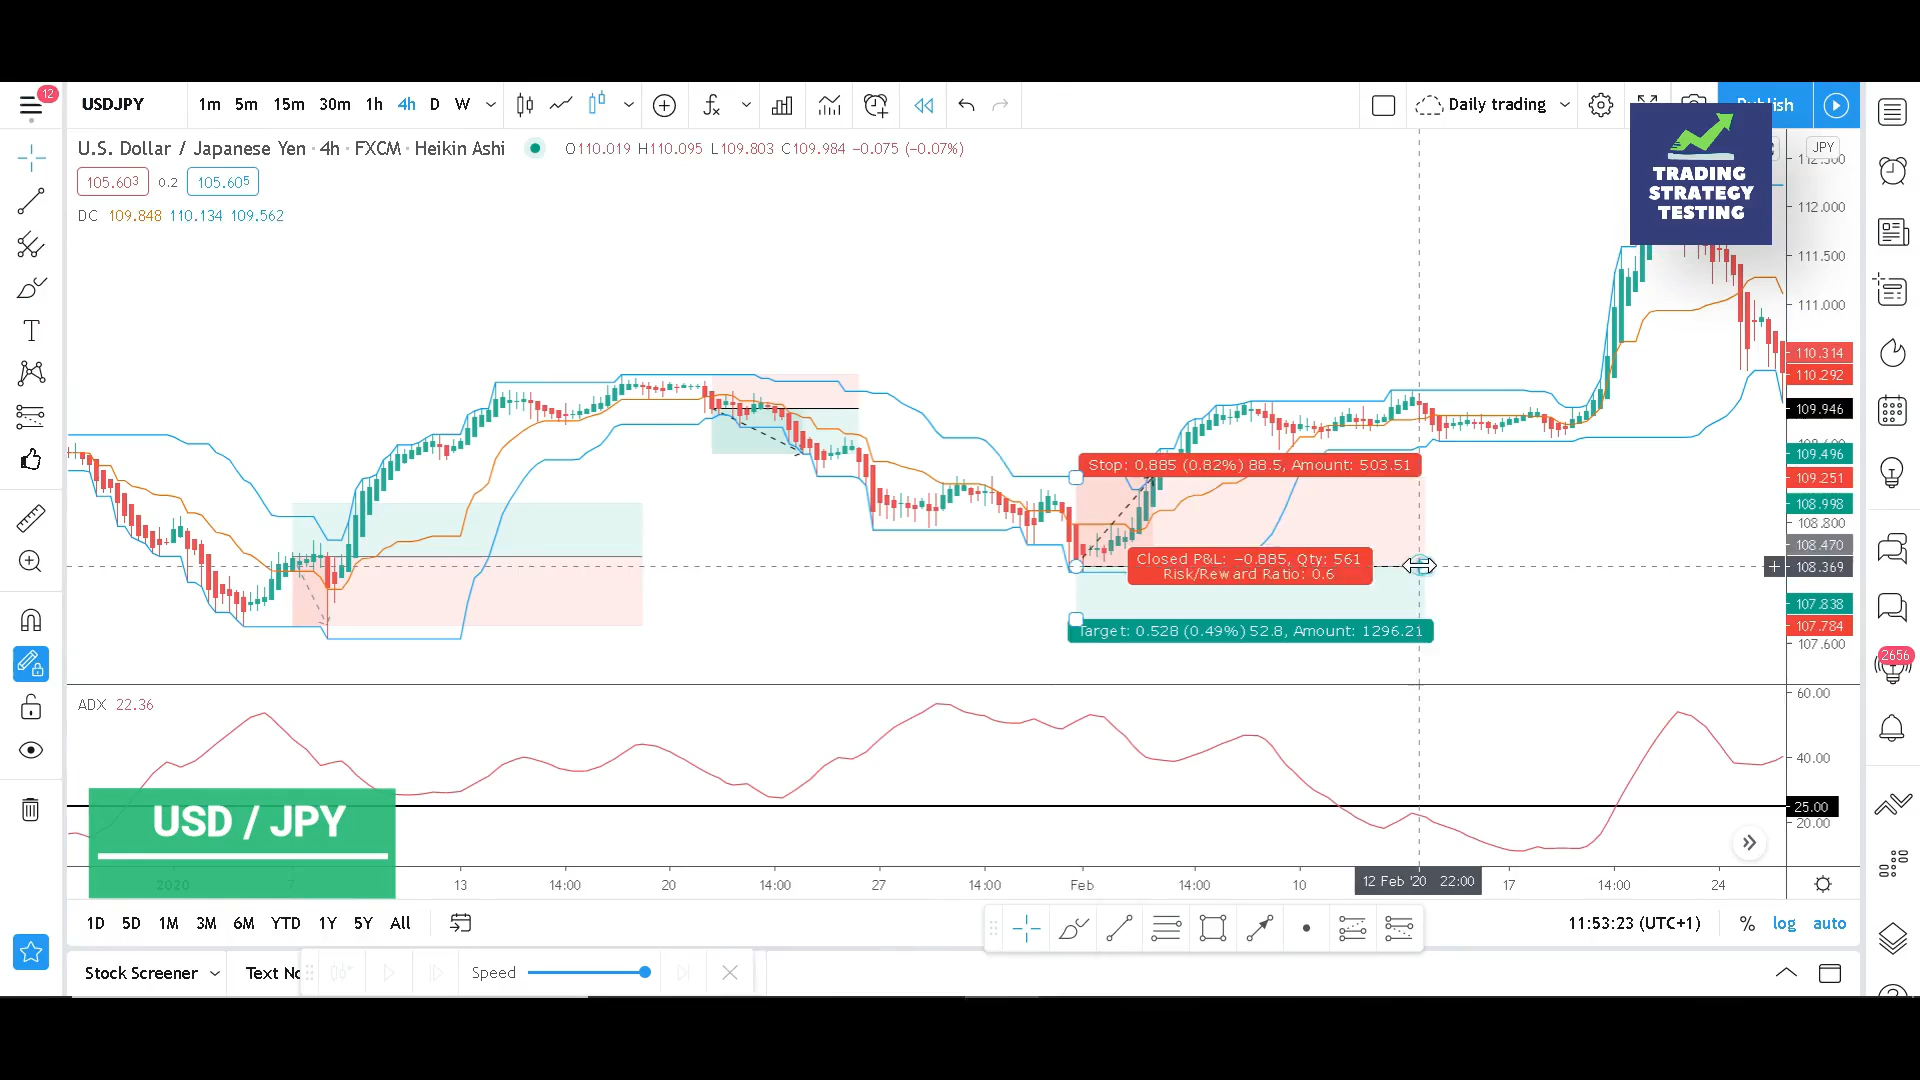 12
USDJPY
1m 5m 15m 30m 1h 4h D W
Daily trading
Publish
U.S. Dollar / Japanese Yen · 4h · FXCM · Heikin Ashi
O110.019 H110.095 L109.803 C109.984 −0.075 (−0.07%)
JPY
105.603 0.2 105.605
DC 109.848 110.134 109.562
TRADING
STRATEGY
TESTING
112.000
111.500
111.000
110.314
110.292
109.946
109.496
109.251
108.998
108.800
108.470
108.369
107.838
107.784
107.600
Stop: 0.885 (0.82%) 88.5, Amount: 503.51
Closed P&L: −0.885, Qty: 561
Risk/Reward Ratio: 0.6
Target: 0.528 (0.49%) 52.8, Amount: 1296.21
2656
ADX 22.36
60.00
40.00
25.00
20.00
USD / JPY
2020 7 13 14:00 20 14:00 27 14:00 Feb 14:00 10 12 Feb '20 22:00 17 14:00 24
1D 5D 1M 3M 6M YTD 1Y 5Y All
11:53:23 (UTC+1) % log auto
Stock Screener
Speed